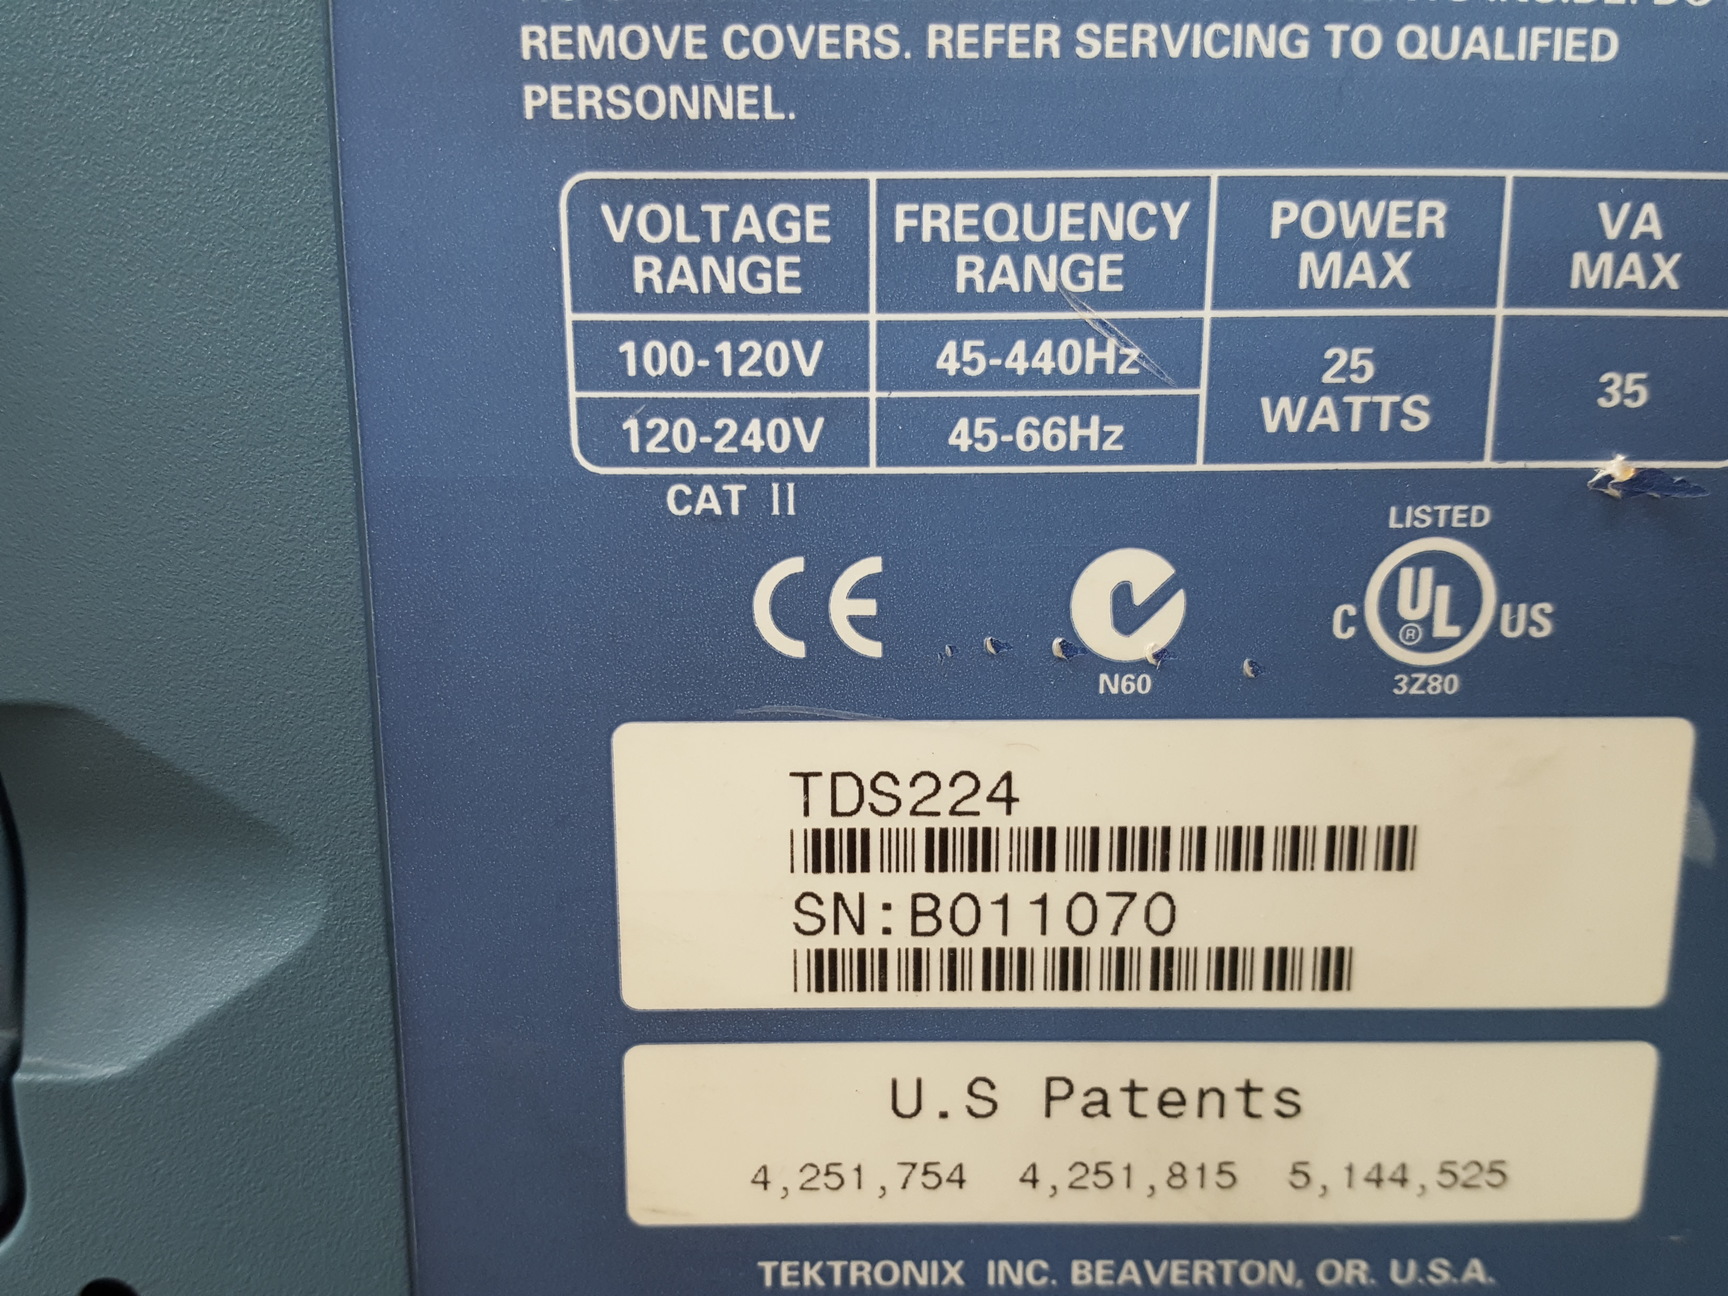 REMOVE COVERS. REFER SERVICING TO QUALIFIED
PERSONNEL.
VOLTAGE RANGE FREQUENCY RANGE POWER MAX VA MAX
100-120V 45-440Hz 25 WATTS 35
120-240V 45-66Hz
CAT II
LISTED
CE
C UL US
®
N60 3Z80
TDS224
SN:B011070
U.S Patents
4,251,754 4,251,815 5,144,525
TEKTRONIX INC. BEAVERTON, OR. U.S.A.